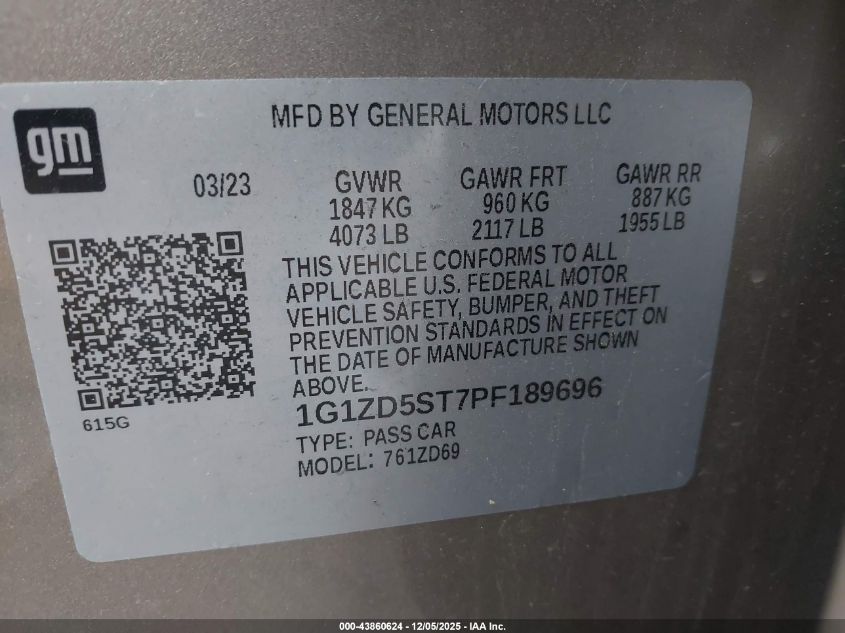 gm
MFD BY GENERAL MOTORS LLC
03/23 GVWR GAWR FRT GAWR RR
1847 KG 960 KG 887 KG
4073 LB 2117 LB 1955 LB
THIS VEHICLE CONFORMS TO ALL
APPLICABLE U.S. FEDERAL MOTOR
VEHICLE SAFETY, BUMPER, AND THEFT
PREVENTION STANDARDS IN EFFECT ON
THE DATE OF MANUFACTURE SHOWN
ABOVE.
1G1ZD5ST7PF189696
615G
TYPE: PASS CAR
MODEL: 761ZD69
000-43860624 - 12/05/2025 - IAA Inc.